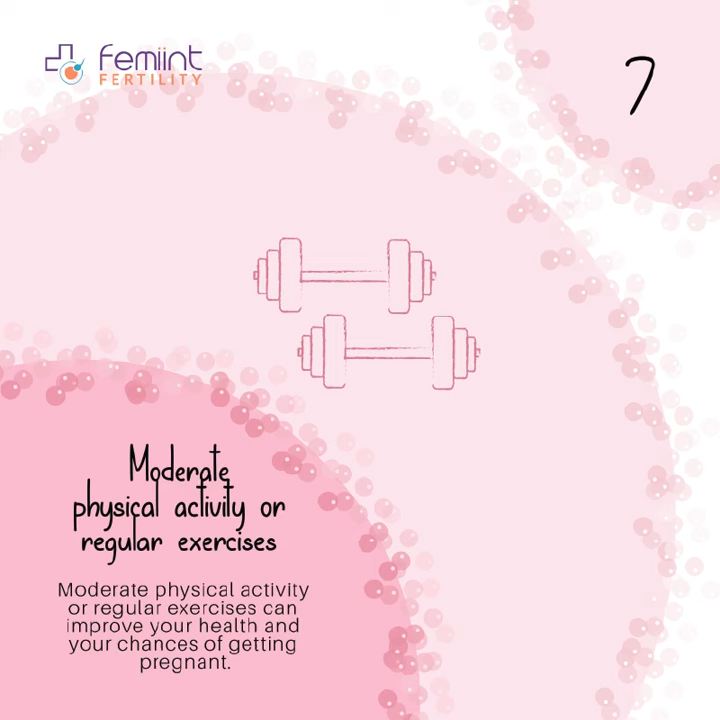 femiint
FERTILITY
7
Moderate
physical activity or
regular exercises
Moderate physical activity
or regular exercises can
improve your health and
your chances of getting
pregnant.